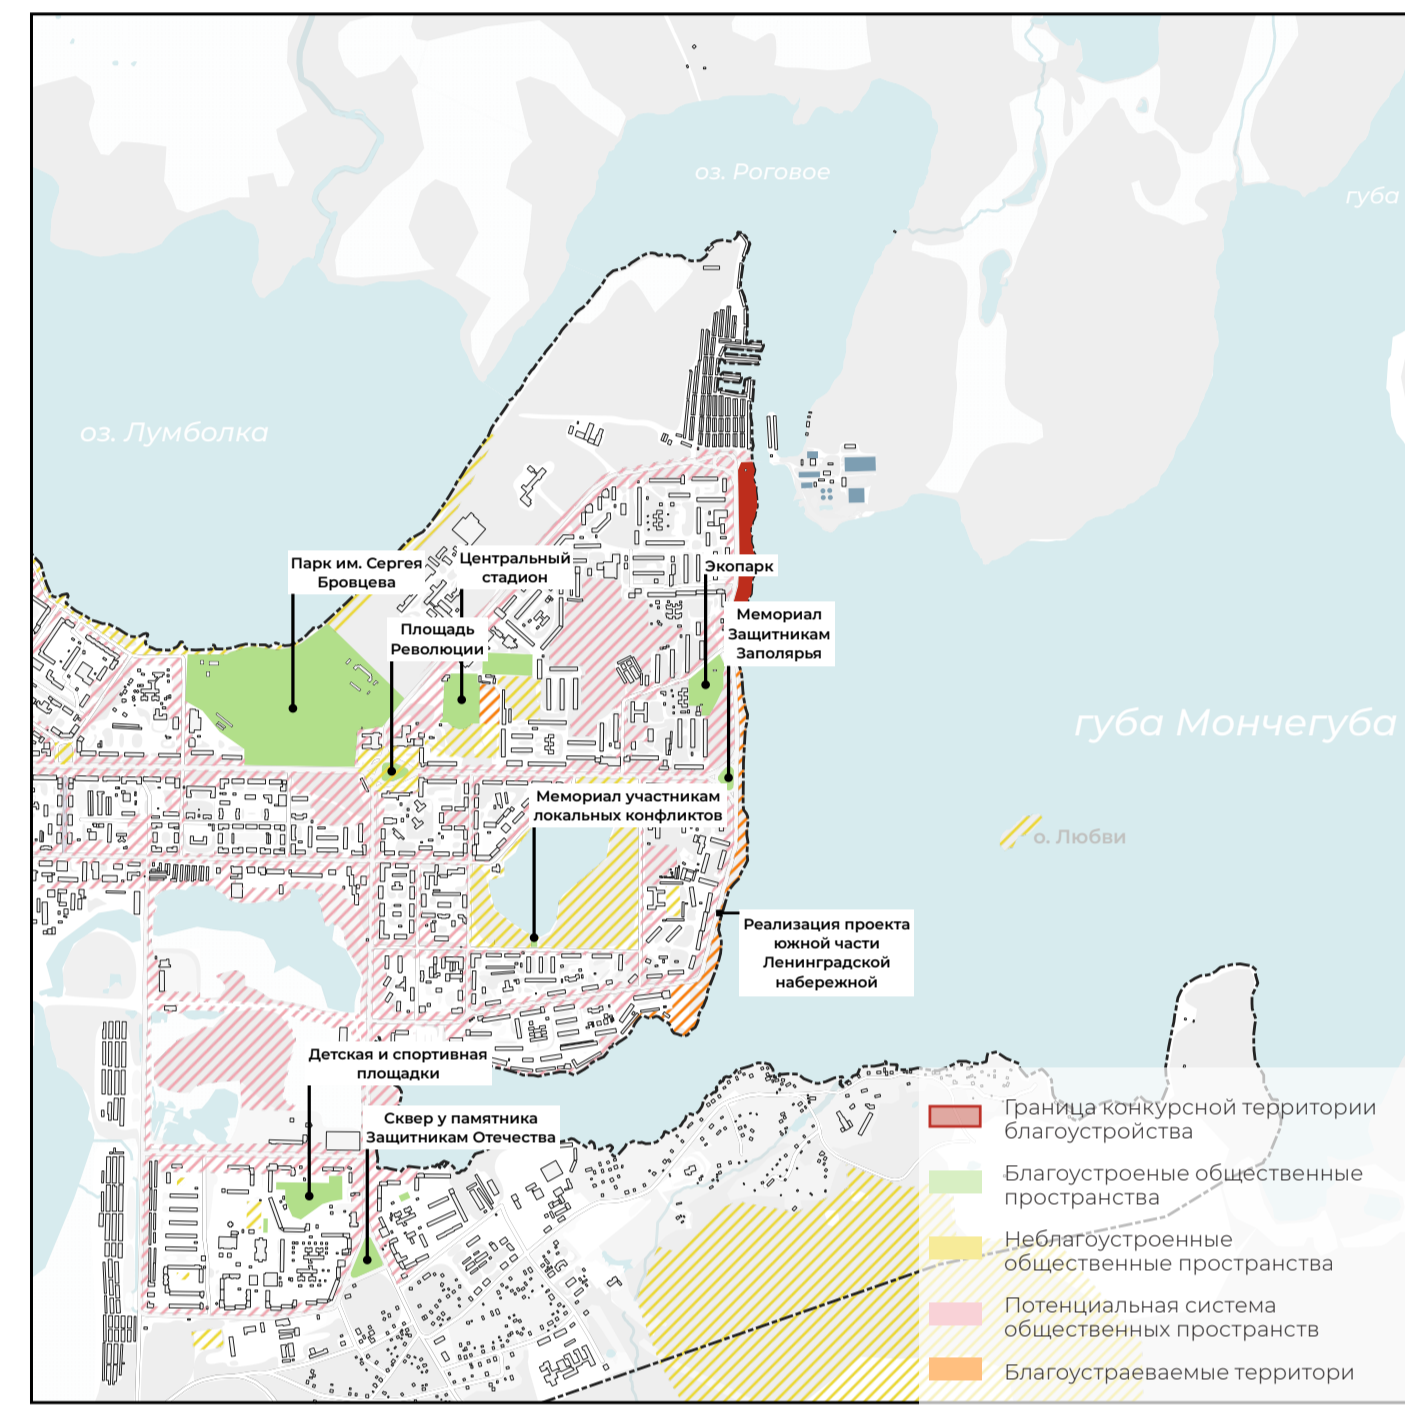 оз. Роговое
губа
оз. Лумболка
Парк им. Сергея
Бровцева
Центральный
стадион
Экопарк
Площадь
Революции
Мемориал
Защитникам
Заполярья
губа Мончегуба
Мемориал участникам
локальных конфликтов
о. Любви
Реализация проекта
южной части
Ленинградской
набережной
Детская и спортивная
площадки
Сквер у памятника
Защитникам Отечества
Граница конкурсной территории
благоустройства
Благоустроеные общественные
пространства
Неблагоустроенные
общественные пространства
Потенциальная система
общественных пространств
Благоустраеваемые территори